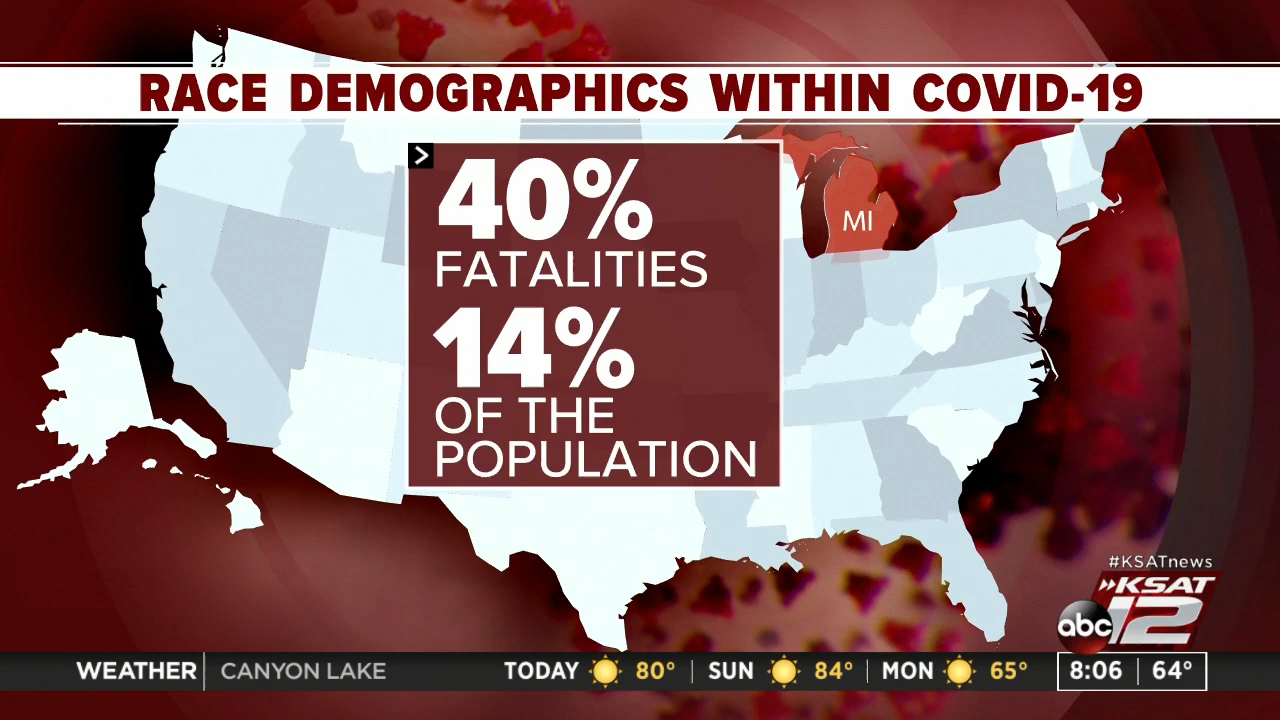 RACE DEMOGRAPHICS WITHIN COVID-19
>
40%
FATALITIES
14%
OF THE
POPULATION
MI
#KSATnews
KSAT
abc 12
WEATHER | CANYON LAKE TODAY 80° | SUN 84° | MON 65° 8:06 | 64°